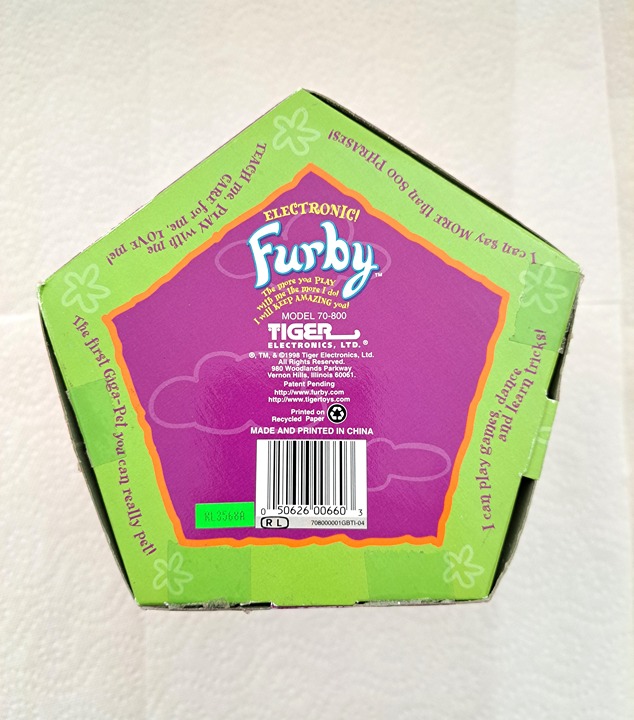 TEACH me, PLAY with me
CARE for me, LOVE me!
I can say MORE than 800 PHRASES!
ELECTRONIC!
Furby™
The more you PLAY
with me the more I do!
I will KEEP AMAZING you!
MODEL 70-800
TIGER
ELECTRONICS, LTD.®
®, TM, & ©1998 Tiger Electronics, Ltd.
All Rights Reserved.
980 Woodlands Parkway
Vernon Hills, Illinois 60061.
Patent Pending
http://www.furby.com
http://www.tigertoys.com
Printed on
Recycled Paper
MADE AND PRINTED IN CHINA
0 50626 00660 3
R L
708000001GBTI-04
KL3568A
The first Giga-Pet you can really pet!
I can play games, dance
and learn tricks!